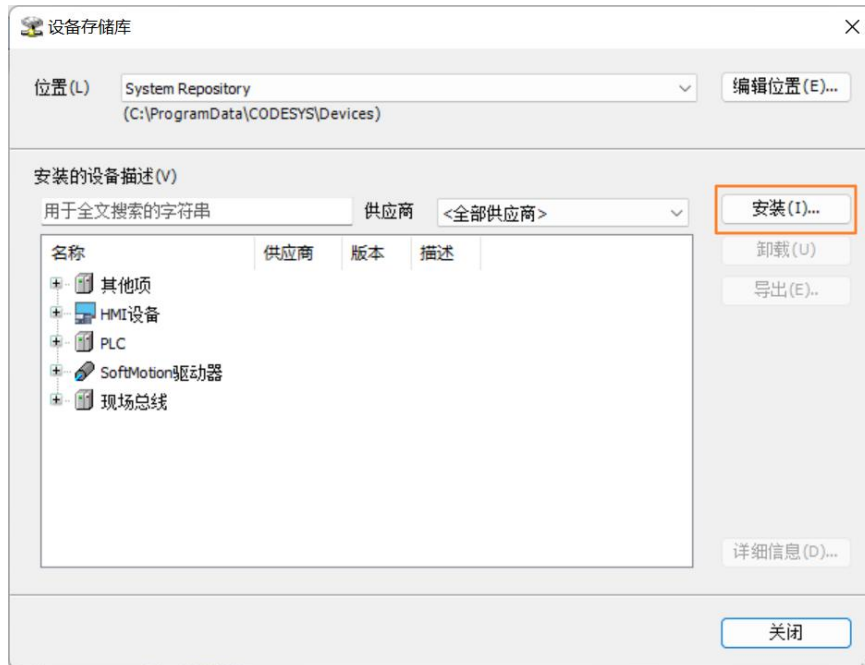 设备存储库
位置(L) System Repository 编辑位置(E)...
(C:\ProgramData\CODESYS\Devices)
安装的设备描述(V)
用于全文搜索的字符串 供应商 <全部供应商> 安装(I)...
名称 供应商 版本 描述 卸载(U)
其他项 导出(E)..
HMI设备
PLC
SoftMotion驱动器
现场总线
详细信息(D)...
关闭